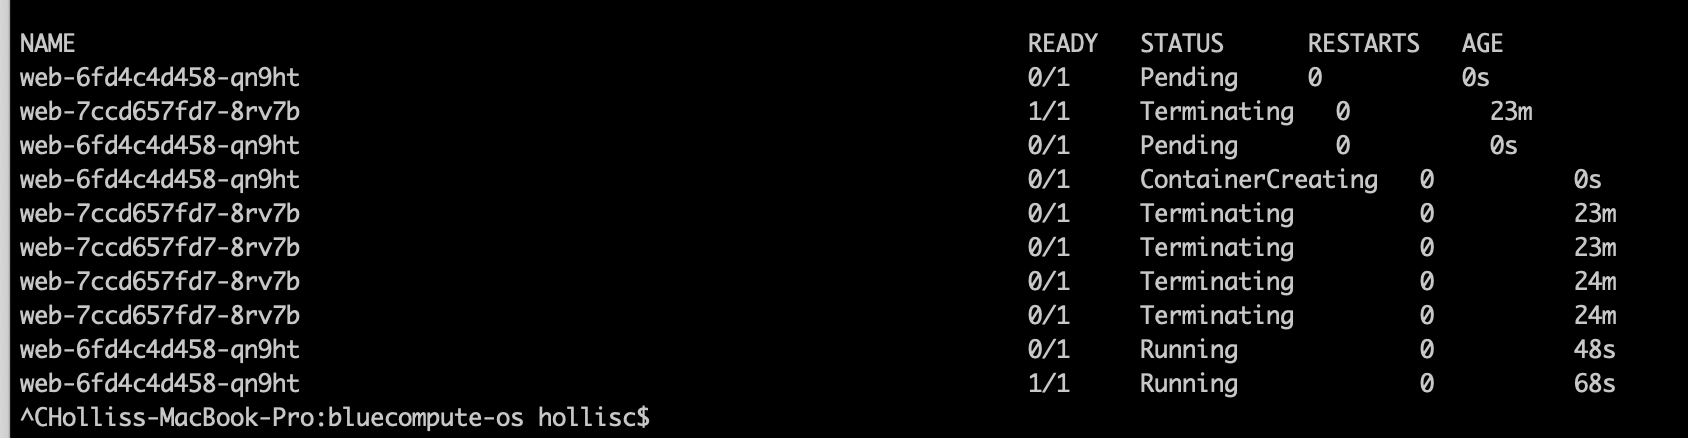 NAME READY STATUS RESTARTS AGE
web-6fd4c4d458-qn9ht 0/1 Pending 0 0s
web-7ccd657fd7-8rv7b 1/1 Terminating 0 23m
web-6fd4c4d458-qn9ht 0/1 Pending 0 0s
web-6fd4c4d458-qn9ht 0/1 ContainerCreating 0 0s
web-7ccd657fd7-8rv7b 0/1 Terminating 0 23m
web-7ccd657fd7-8rv7b 0/1 Terminating 0 23m
web-7ccd657fd7-8rv7b 0/1 Terminating 0 24m
web-7ccd657fd7-8rv7b 0/1 Terminating 0 24m
web-6fd4c4d458-qn9ht 0/1 Running 0 48s
web-6fd4c4d458-qn9ht 1/1 Running 0 68s
^CHolliss-MacBook-Pro:bluecompute-os hollisc$